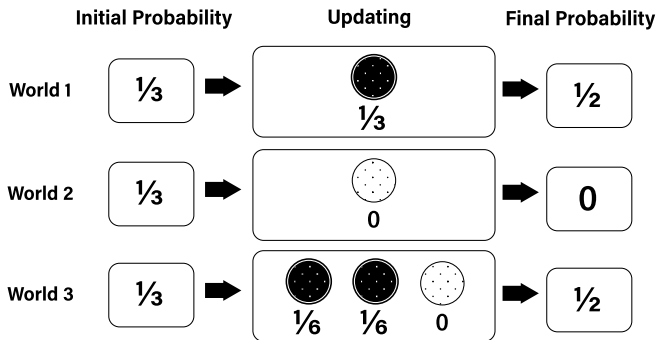 Initial Probability Updating Final Probability
World 1 ⅓ ⅓ ½
World 2 ⅓ 0 0
World 3 ⅓ ⅙ ⅙ 0 ½